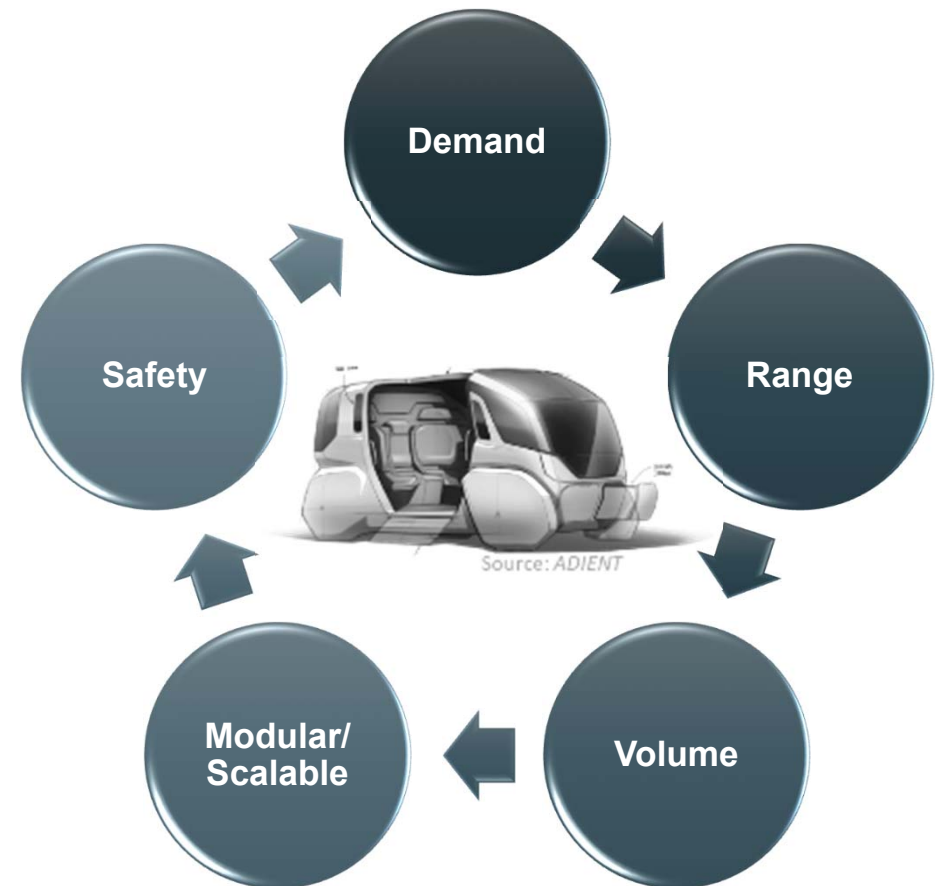 Demand
Range
Volume
Modular/
Scalable
Safety
Source: ADIENT